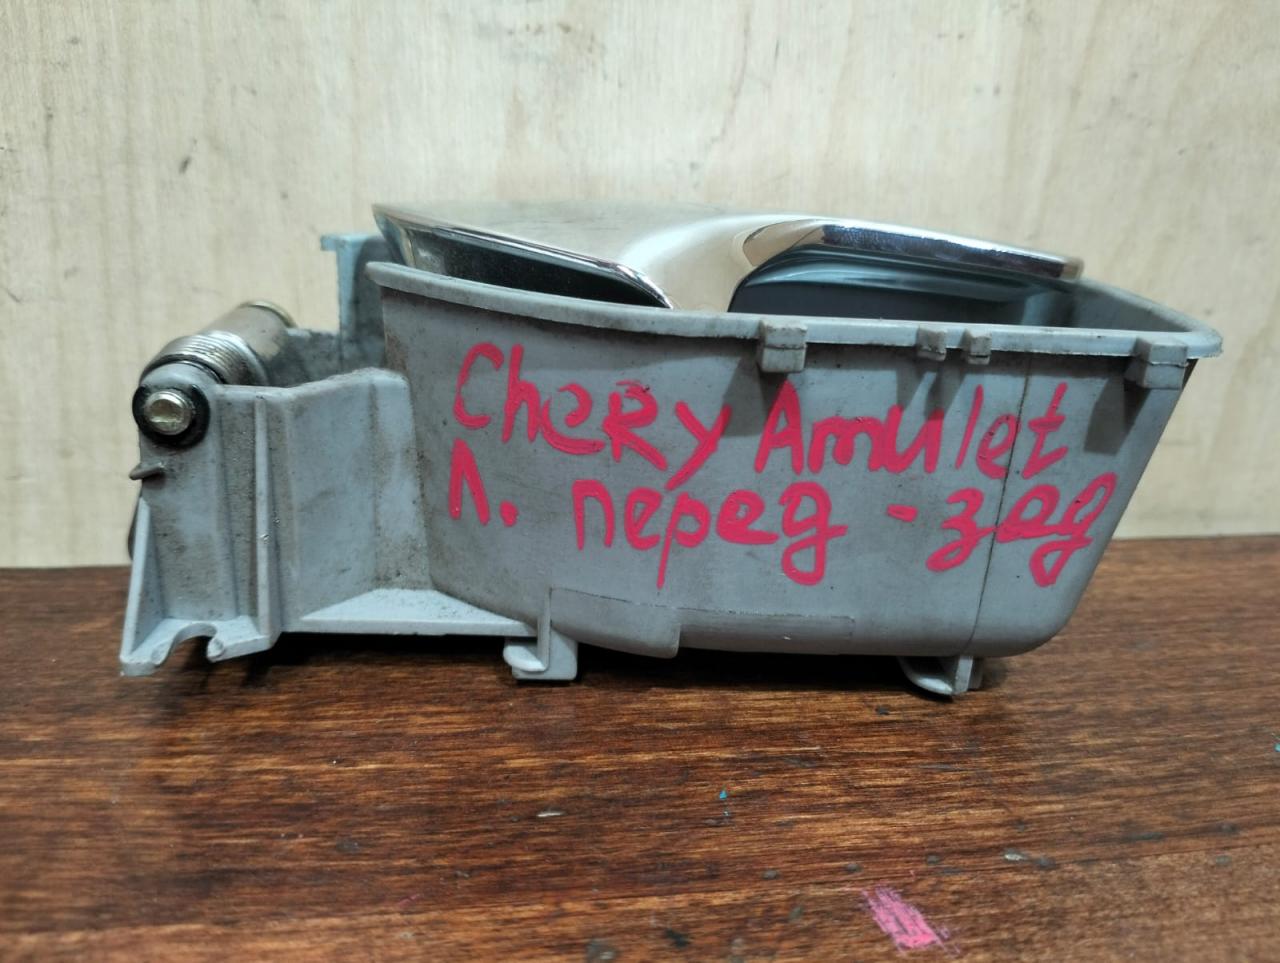 CheRy Amulet
Л. перед - зад